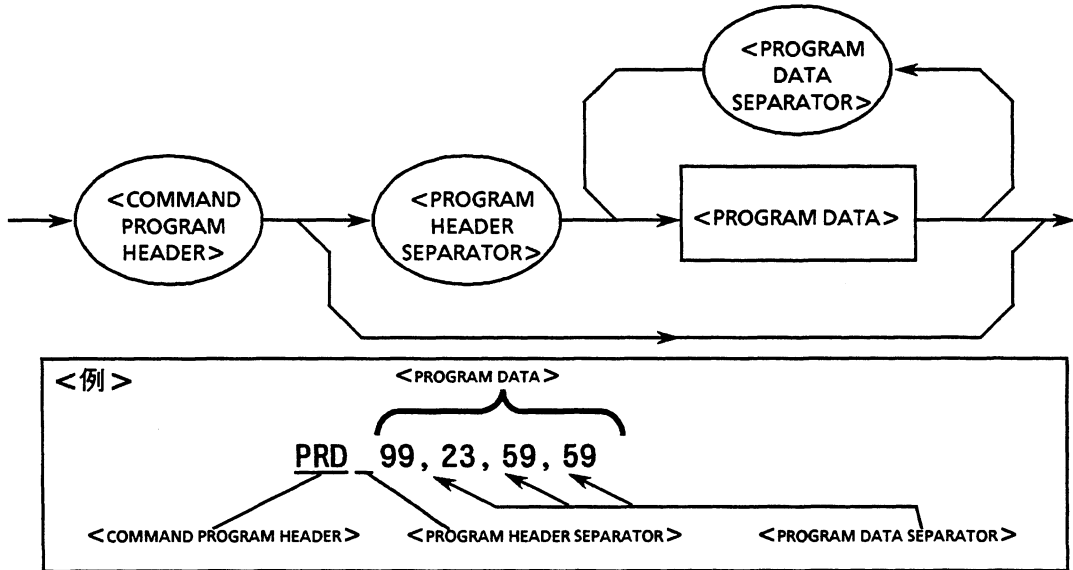 <PROGRAM
DATA
SEPARATOR>
<COMMAND
PROGRAM
HEADER>
<PROGRAM
HEADER
SEPARATOR>
<PROGRAM DATA>
<例>
<PROGRAM DATA>
PRD 99, 23, 59, 59
<COMMAND PROGRAM HEADER> <PROGRAM HEADER SEPARATOR> <PROGRAM DATA SEPARATOR>